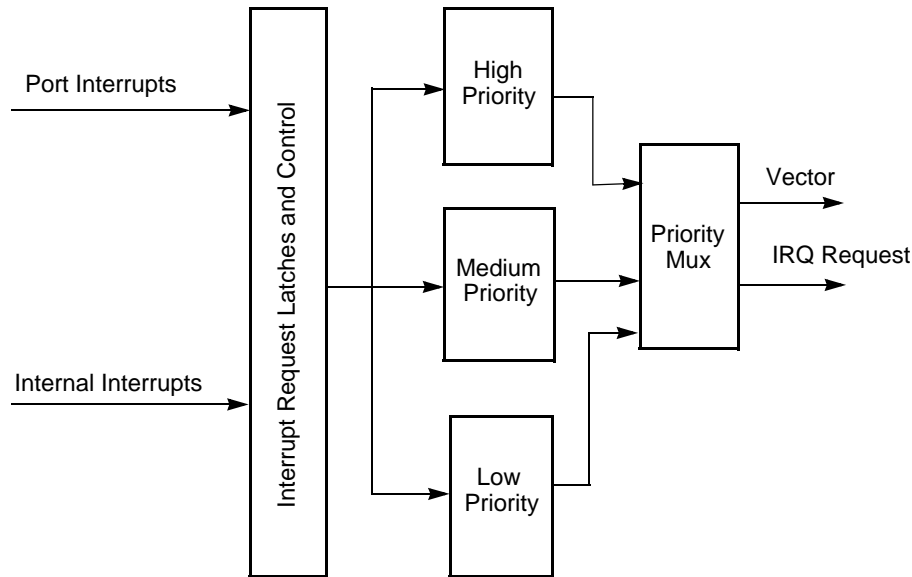 Port Interrupts
Internal Interrupts
Interrupt Request Latches and Control
High
Priority
Medium
Priority
Low
Priority
Priority
Mux
Vector
IRQ Request